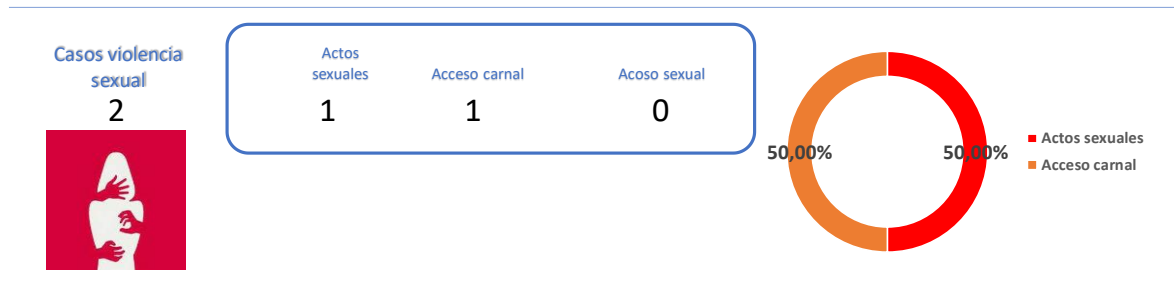 Casos violencia
sexual
2
Actos
sexuales
1
Acceso carnal
1
Acoso sexual
0
50,00%
50,00%
Actos sexuales
Acceso carnal